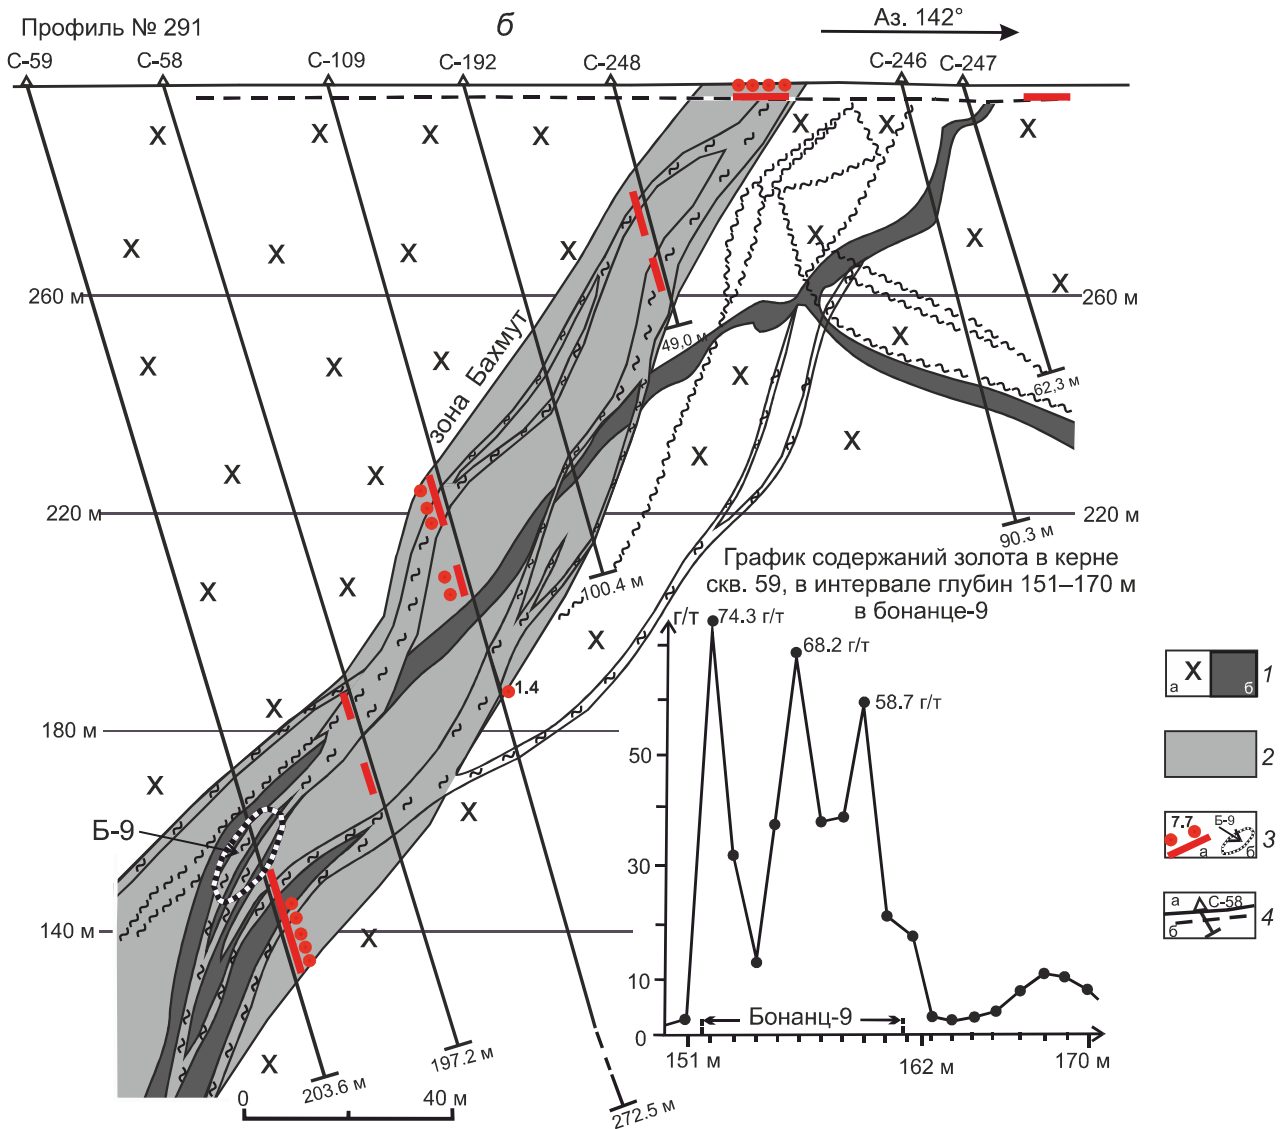 Профиль № 291
б
Аз. 142°
С-59
С-58
С-109
С-192
С-248
С-246
С-247
260 м
260 м
49,0 м
62,3 м
зона Бахмут
220 м
220 м
90.3 м
100.4 м
График содержаний золота в керне
скв. 59, в интервале глубин 151–170 м
в бонанце-9
г/т
74.3 г/т
68.2 г/т
58.7 г/т
50
30
10
0
Бонанц-9
151 м
162 м
170 м
1.4
180 м
Б-9
140 м
197.2 м
203.6 м
272.5 м
0
40 м
а
X
б
1
2
7.7
Б-9
а
б
3
а
С-58
б
4